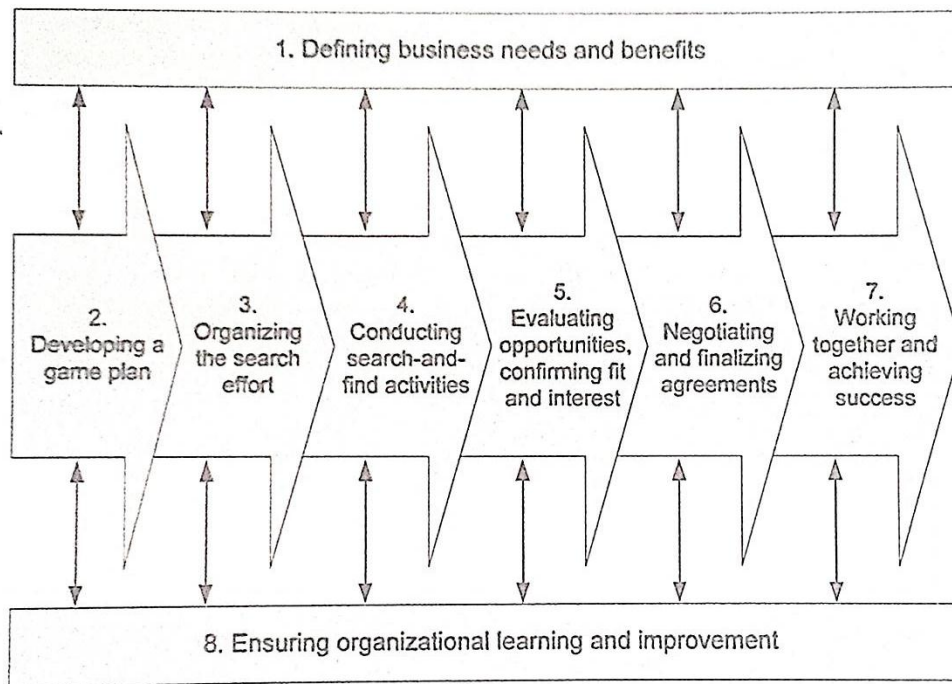 1. Defining business needs and benefits
2.
Developing a
game plan
3.
Organizing
the search
effort
4.
Conducting
search-and-
find activities
5.
Evaluating
opportunities,
confirming fit
and interest
6.
Negotiating
and finalizing
agreements
7.
Working
together and
achieving
success
8. Ensuring organizational learning and improvement